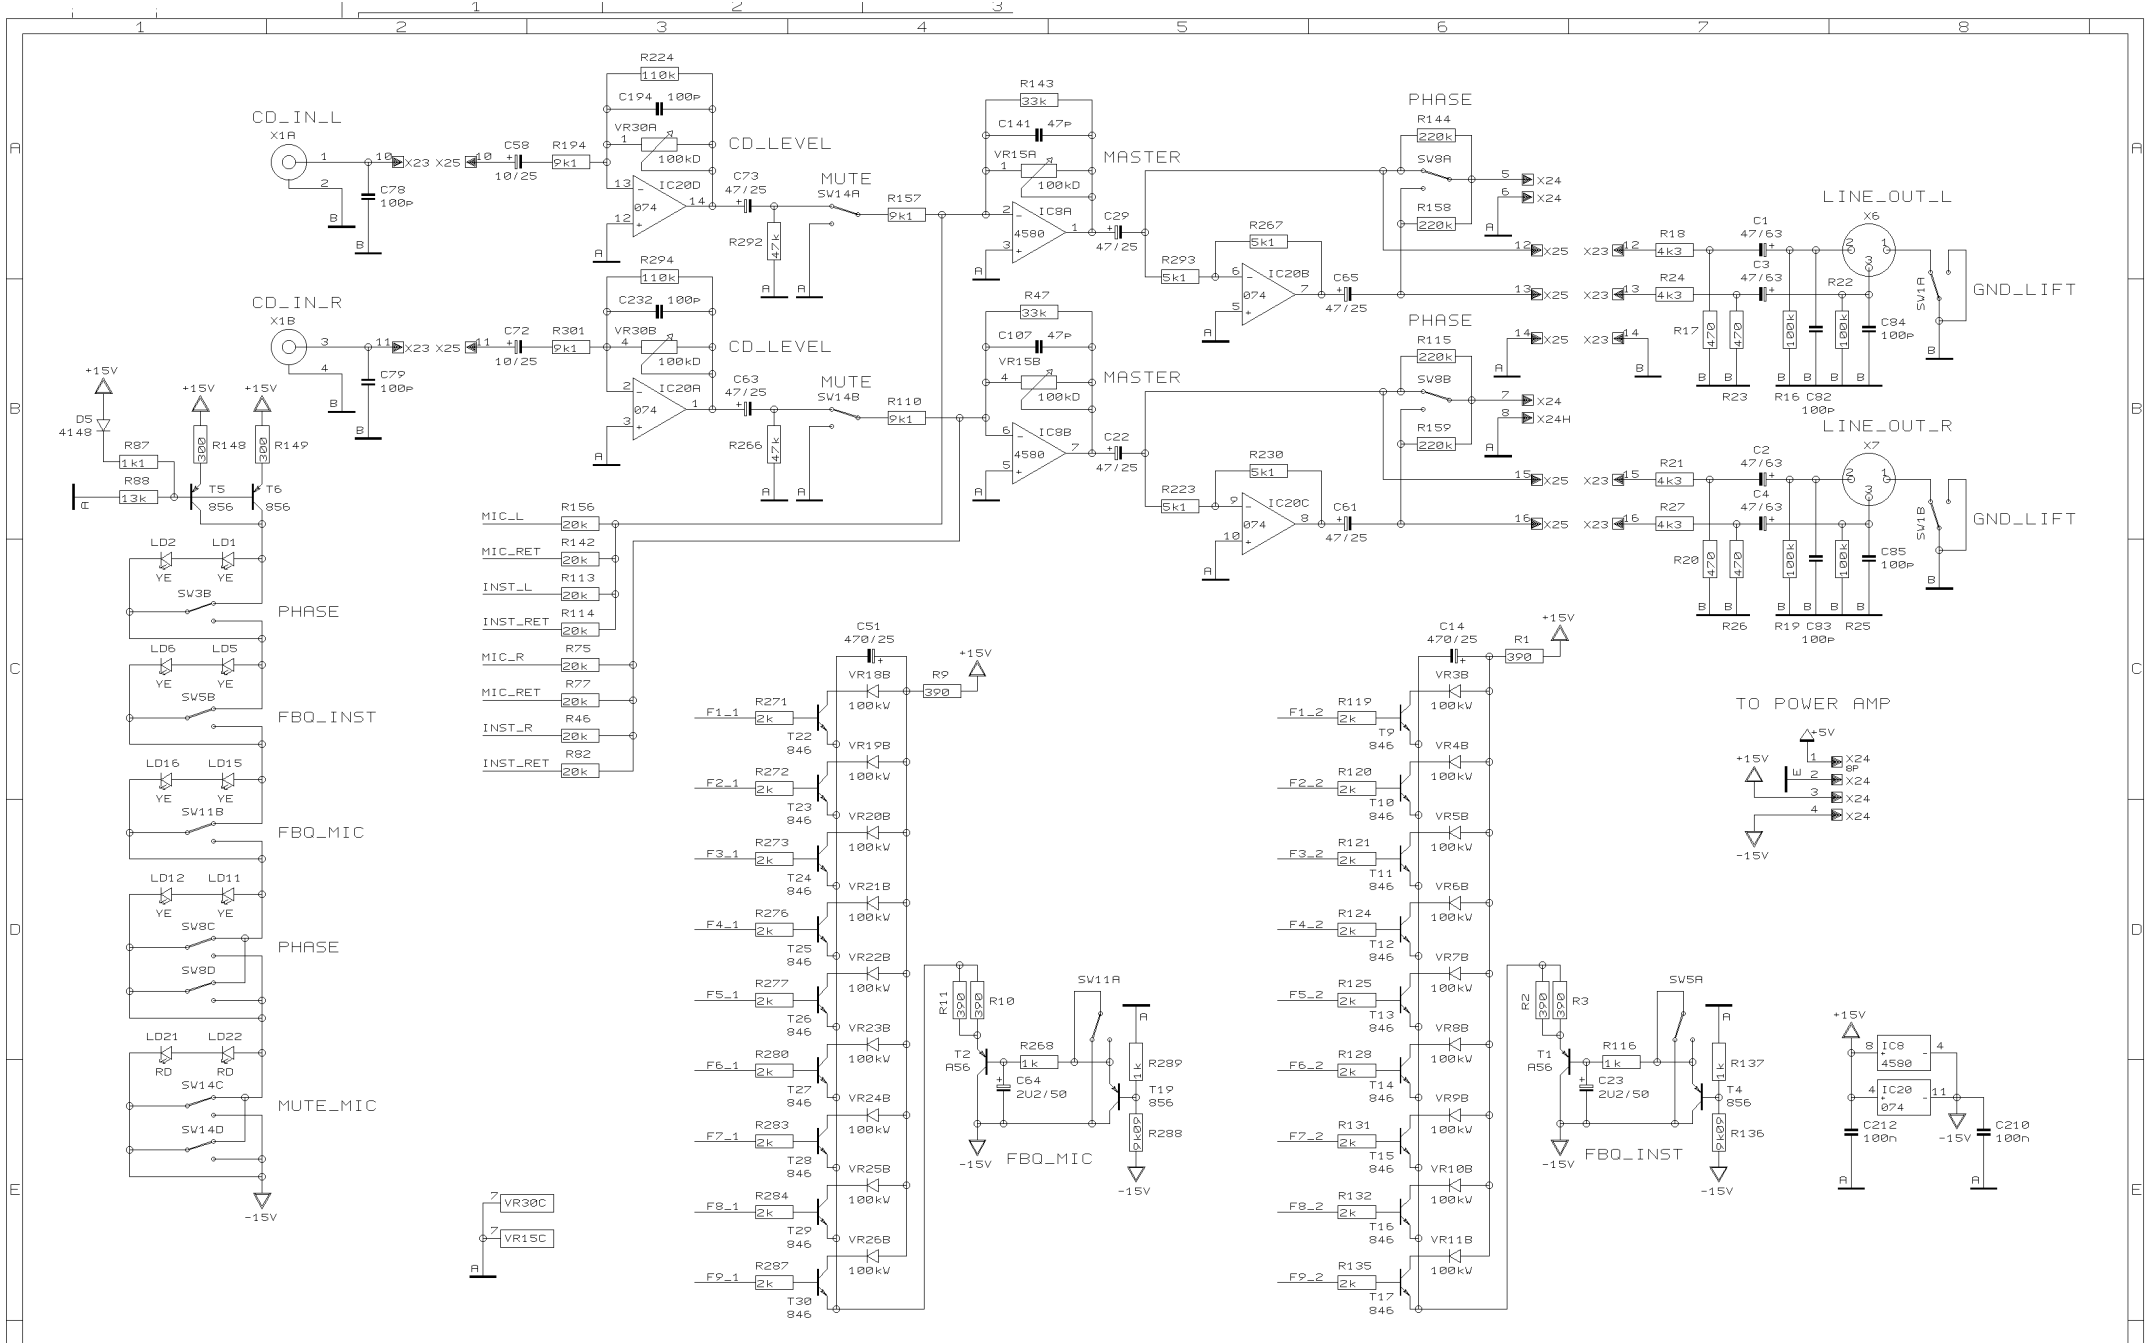 1 2 3
1 2 3 4 5 6 7 8
A
B
C
D
E
A
B
C
D
E
CD_IN_L
X1A
1
2
B
C78
100p
B
10
X23 X25
10
C58
+
10/25
R194
9k1
R224
110k
C194 100p
VR30A
1
100kD
CD_LEVEL
13
-
IC20D
074
14
12
+
A
C73
47/25
+
R292
47k
A
MUTE
SW14A
A
R157
9k1
R143
33k
C141 47p
VR15A
1
100kD
MASTER
2
-
IC8A
4580
1
3
+
A
C29
+
47/25
R293
5k1
R267
5k1
6
-
IC20B
074
7
5
+
A
C65
+
47/25
PHASE
R144
220k
SW8A
R158
220k
5
X24
6
X24
A
12
X25
X23
12
13
X25
X23
13
14
X25
X23
14
A
B
R18
4k3
R24
4k3
C1
47/63
+
C3
47/63
+
R17
470
470
100k
R22
100k
C84
100p
B B B B
R23
R16 C82
100p
LINE_OUT_L
X6
2
1
3
SW1A
B
GND_LIFT
CD_IN_R
X1B
3
4
B
C79
100p
B
11
X23 X25
11
C72
+
10/25
R301
9k1
R294
110k
C232 100p
VR30B
4
100kD
CD_LEVEL
2
-
IC20A
074
1
3
+
A
C63
47/25
+
R266
47k
A
MUTE
SW14B
A
R110
9k1
R47
33k
C107 47p
VR15B
4
100kD
MASTER
6
-
IC8B
4580
7
5
+
A
C22
+
47/25
R223
5k1
R230
5k1
9
-
IC20C
074
8
10
+
A
C61
+
47/25
PHASE
R115
220k
SW8B
R159
220k
7
X24
8
X24H
A
15
X25
X23
15
16
X25
X23
16
R21
4k3
R27
4k3
C2
47/63
+
C4
47/63
+
R20
470
470
100k
100k
C85
100p
B B B B
R26
R19 C83 R25
100p
LINE_OUT_R
X7
2
1
3
SW1B
B
GND_LIFT
+15V
D5
4148
R87
1k1
R88
13k
A
+15V
300
R148
+15V
300
R149
T5
856
T6
856
LD2 LD1
YE YE
SW3B
PHASE
LD6 LD5
YE YE
SW5B
FBQ_INST
LD16 LD15
YE YE
SW11B
FBQ_MIC
LD12 LD11
YE YE
SW8C
SW8D
PHASE
LD21 LD22
RD RD
SW14C
SW14D
MUTE_MIC
-15V
MIC_L
R156
20k
MIC_RET
R142
20k
INST_L
R113
20k
INST_RET
R114
20k
MIC_R
R75
20k
MIC_RET
R77
20k
INST_R
R46
20k
INST_RET
R82
20k
7
VR30C
7
VR15C
A
C51
470/25
+
R9
390
+15V
F1_1
R271
2k
T22
846
VR18B
100kW
F2_1
R272
2k
T23
846
VR19B
100kW
F3_1
R273
2k
T24
846
VR20B
100kW
F4_1
R276
2k
T25
846
VR21B
100kW
F5_1
R277
2k
T26
846
VR22B
100kW
F6_1
R280
2k
T27
846
VR23B
100kW
F7_1
R283
2k
T28
846
VR24B
100kW
F8_1
R284
2k
T29
846
VR25B
100kW
F9_1
R287
2k
T30
846
VR26B
100kW
R11
390
390
R10
T2
A56
R268
1k
+
C64
2U2/50
-15V
SW11A
A
1k
R289
T19
856
9k09
R288
-15V
FBQ_MIC
C14
470/25
+
R1
390
+15V
F1_2
R119
2k
T9
846
VR3B
100kW
F2_2
R120
2k
T10
846
VR4B
100kW
F3_2
R121
2k
T11
846
VR5B
100kW
F4_2
R124
2k
T12
846
VR6B
100kW
F5_2
R125
2k
T13
846
VR7B
100kW
F6_2
R128
2k
T14
846
VR8B
100kW
F7_2
R131
2k
T15
846
VR9B
100kW
F8_2
R132
2k
T16
846
VR10B
100kW
F9_2
R135
2k
T17
846
VR11B
100kW
R2
390
390
R3
T1
A56
R116
1k
+
C23
2U2/50
-15V
SW5A
A
1k
R137
T4
856
9k09
R136
-15V
FBQ_INST
TO POWER AMP
+5V
+15V
E
1
X24
8P
2
X24
3
X24
4
X24
-15V
+15V
8
IC8
4
+ -
4580
4
IC20
11
+ -
074
C212
100n
-15V
C210
100n
A
A